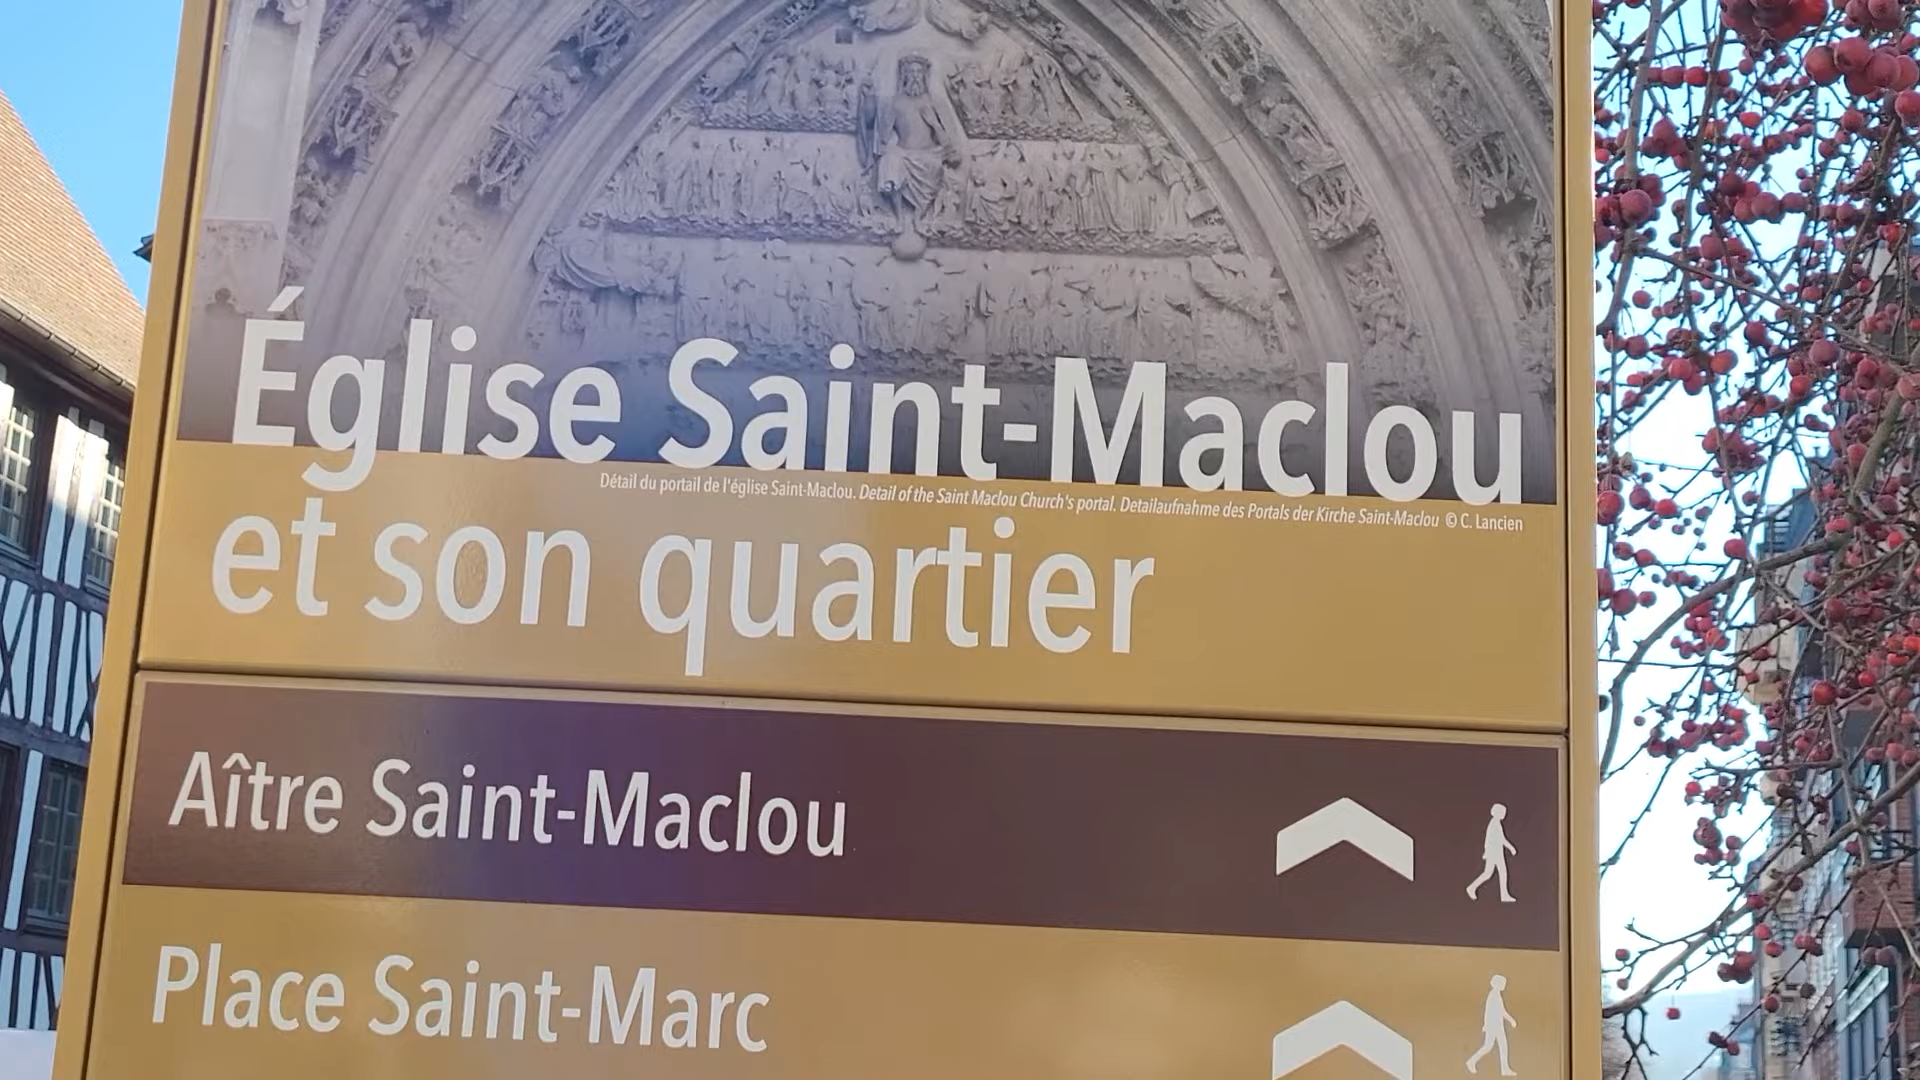 Église Saint-Maclou
Détail du portail de l'église Saint-Maclou. Detail of the Saint Maclou Church's portal. Detailaufnahme des Portals der Kirche Saint-Maclou © C. Lancien
et son quartier
Aître Saint-Maclou
Place Saint-Marc